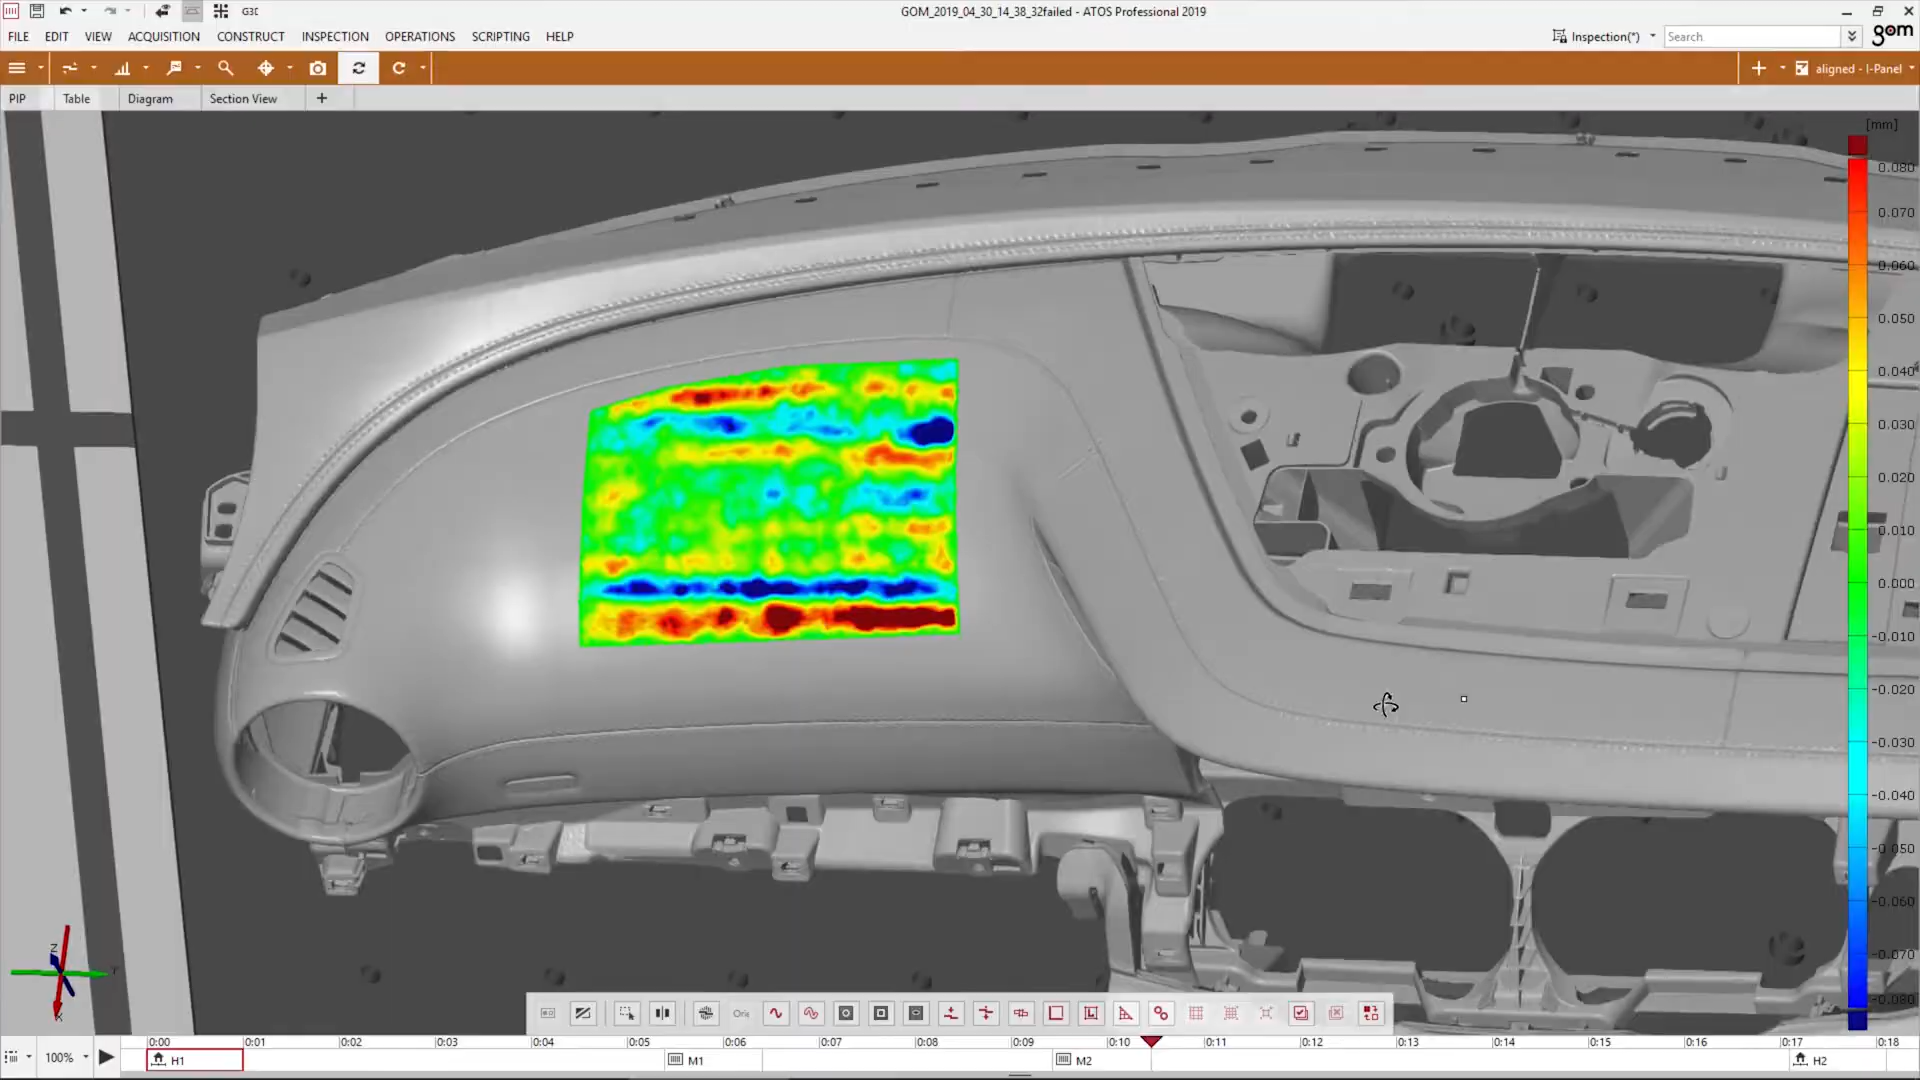 G3D
GOM_2019_04_30_14_38_32failed - ATOS Professional 2019
FILE EDIT VIEW ACQUISITION CONSTRUCT INSPECTION OPERATIONS SCRIPTING HELP
Inspection(*)
Search
gom
aligned - I-Panel
PIP Table Diagram Section View +
[mm]
0.080
0.070
0.060
0.050
0.040
0.030
0.020
0.010
0.000
-0.010
-0.020
-0.030
-0.040
-0.050
-0.060
-0.070
-0.080
Z
Y
X
0:00 0:01 0:02 0:03 0:04 0:05 0:06 0:07 0:08 0:09 0:10 0:11 0:12 0:13 0:14 0:15 0:16 0:17 0:18
100% H1 M1 M2 H2